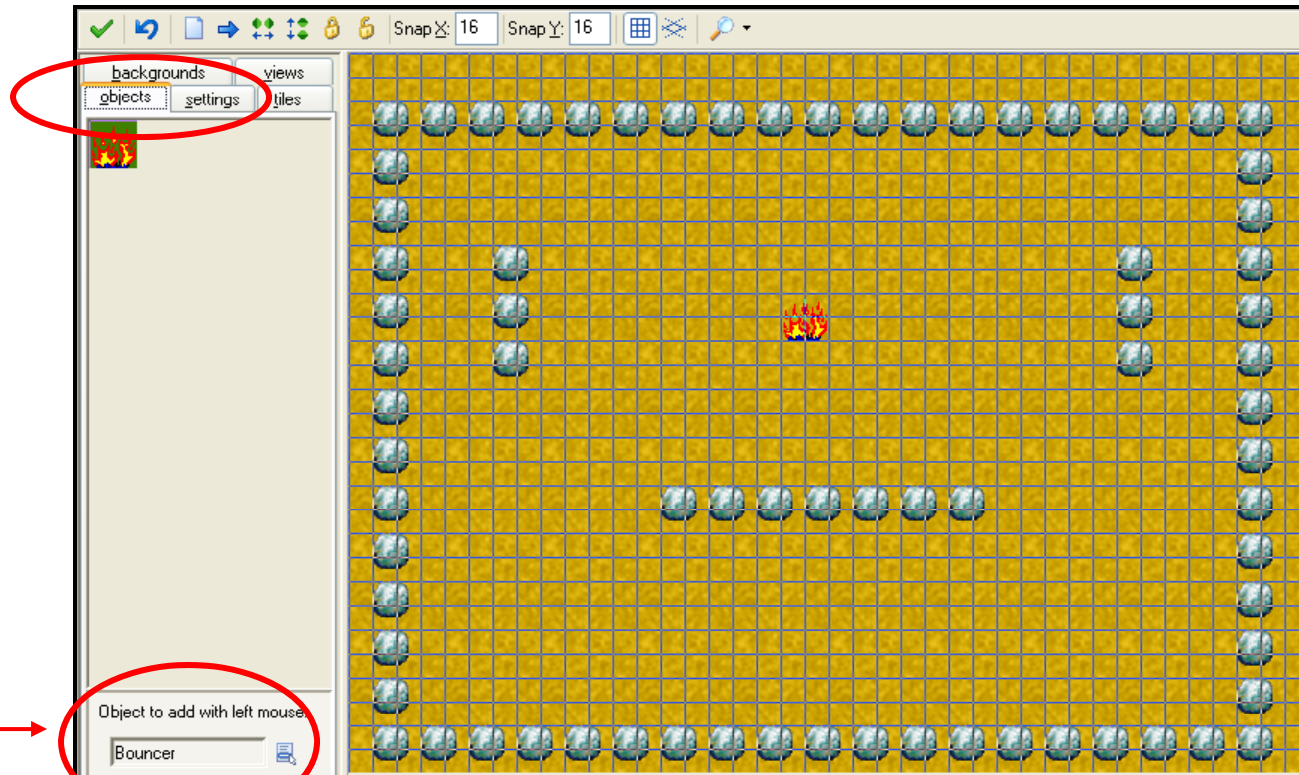 Snap X: 16 Snap Y: 16
backgrounds views
objects settings tiles
Object to add with left mouse:
Bouncer